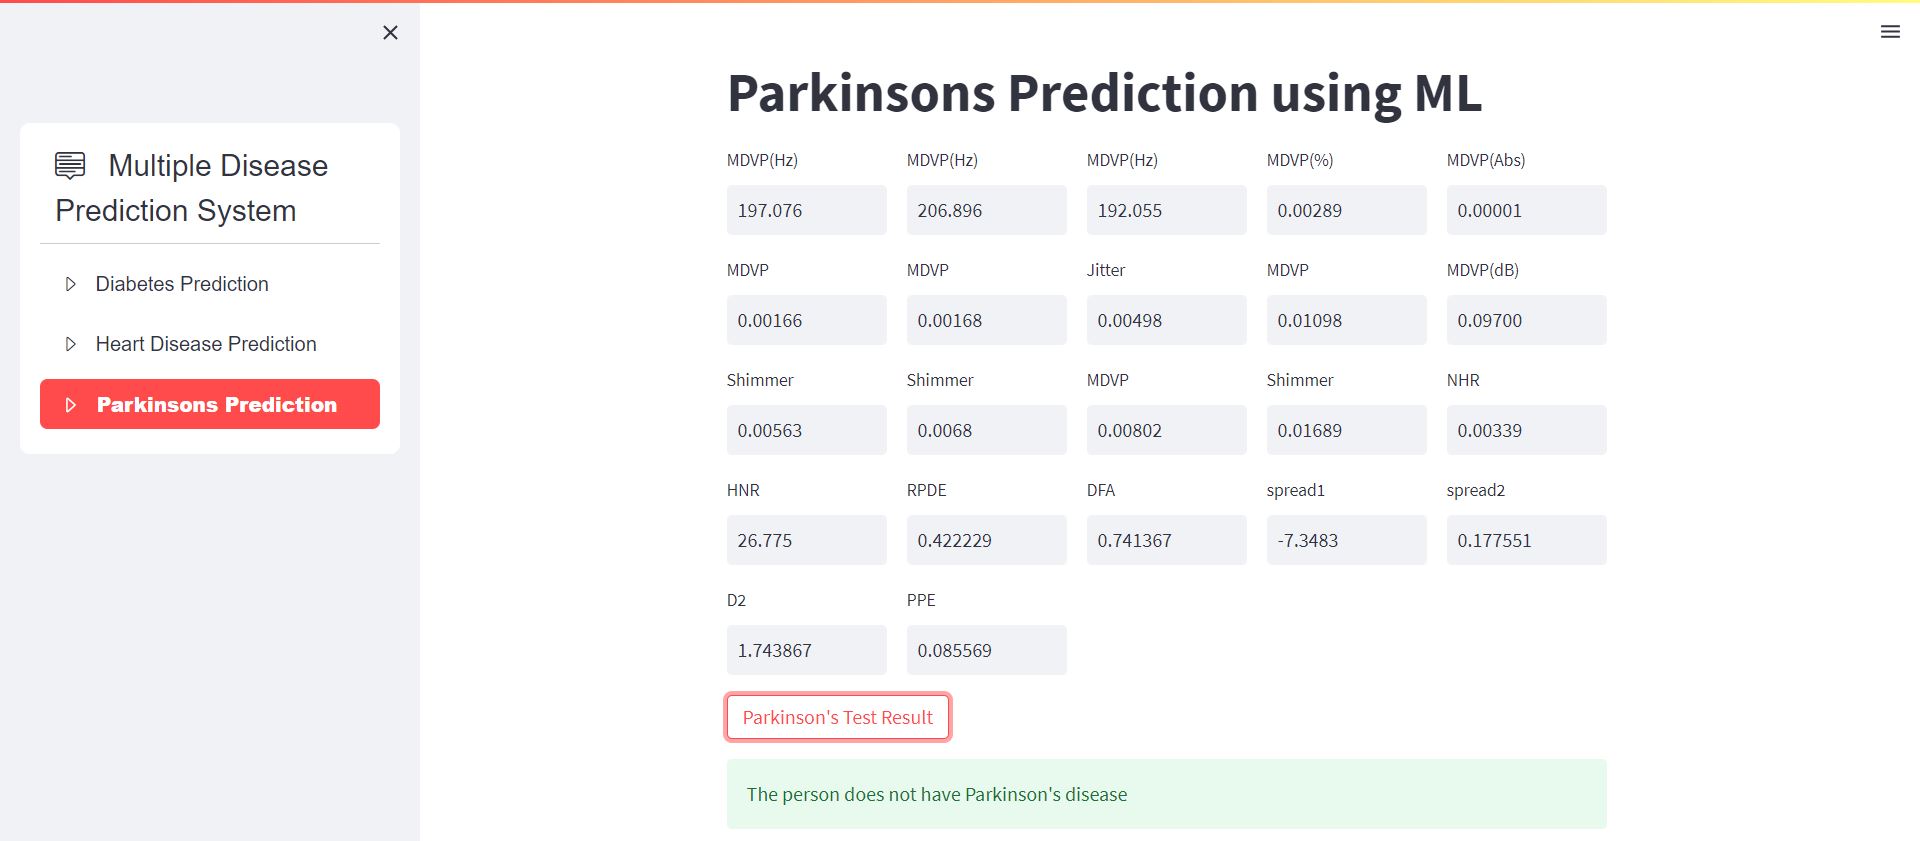 Multiple Disease
Prediction System
Diabetes Prediction
Heart Disease Prediction
Parkinsons Prediction
Parkinsons Prediction using ML
MDVP(Hz) MDVP(Hz) MDVP(Hz) MDVP(%) MDVP(Abs)
197.076 206.896 192.055 0.00289 0.00001
MDVP MDVP Jitter MDVP MDVP(dB)
0.00166 0.00168 0.00498 0.01098 0.09700
Shimmer Shimmer MDVP Shimmer NHR
0.00563 0.0068 0.00802 0.01689 0.00339
HNR RPDE DFA spread1 spread2
26.775 0.422229 0.741367 -7.3483 0.177551
D2 PPE
1.743867 0.085569
Parkinson's Test Result
The person does not have Parkinson's disease